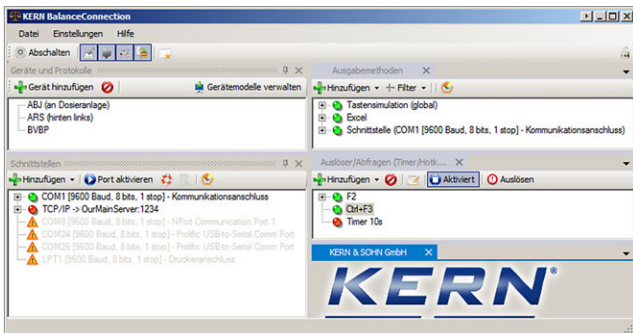 KERN BalanceConnection
Datei Einstellungen Hilfe
Abschalten
Geräte und Protokolle
Gerät hinzufügen Gerätemodelle verwalten
ABJ (an Dosieranlage)
ARS (hinten links)
BVBP
Ausgabemethoden
Hinzufügen Filter
Tastensimulation (global)
Excel
Schnittstelle (COM1 [9600 Baud, 8 bits, 1 stop] - Kommunikationsanschluss)
Schnittstellen
Hinzufügen Port aktivieren
COM1 [9600 Baud, 8 bits, 1 stop] - Kommunikationsanschluss
TCP/IP -> OurMainServer:1234
COM8 [9600 Baud, 8 bits, 1 stop] - NPort Communication Port 1
COM24 [9600 Baud, 8 bits, 1 stop] - Prolific USB-to-Serial Comm Port
COM26 [9600 Baud, 8 bits, 1 stop] - Prolific USB-to-Serial Comm Port
LPT1 [9600 Baud, 8 bits, 1 stop] - Druckeranschluss
Auslöser/Abfragen (Timer/Hotk...
Hinzufügen Aktiviert Auslösen
F2
Ctrl+F3
Timer 10s
KERN & SOHN GmbH
KERN®